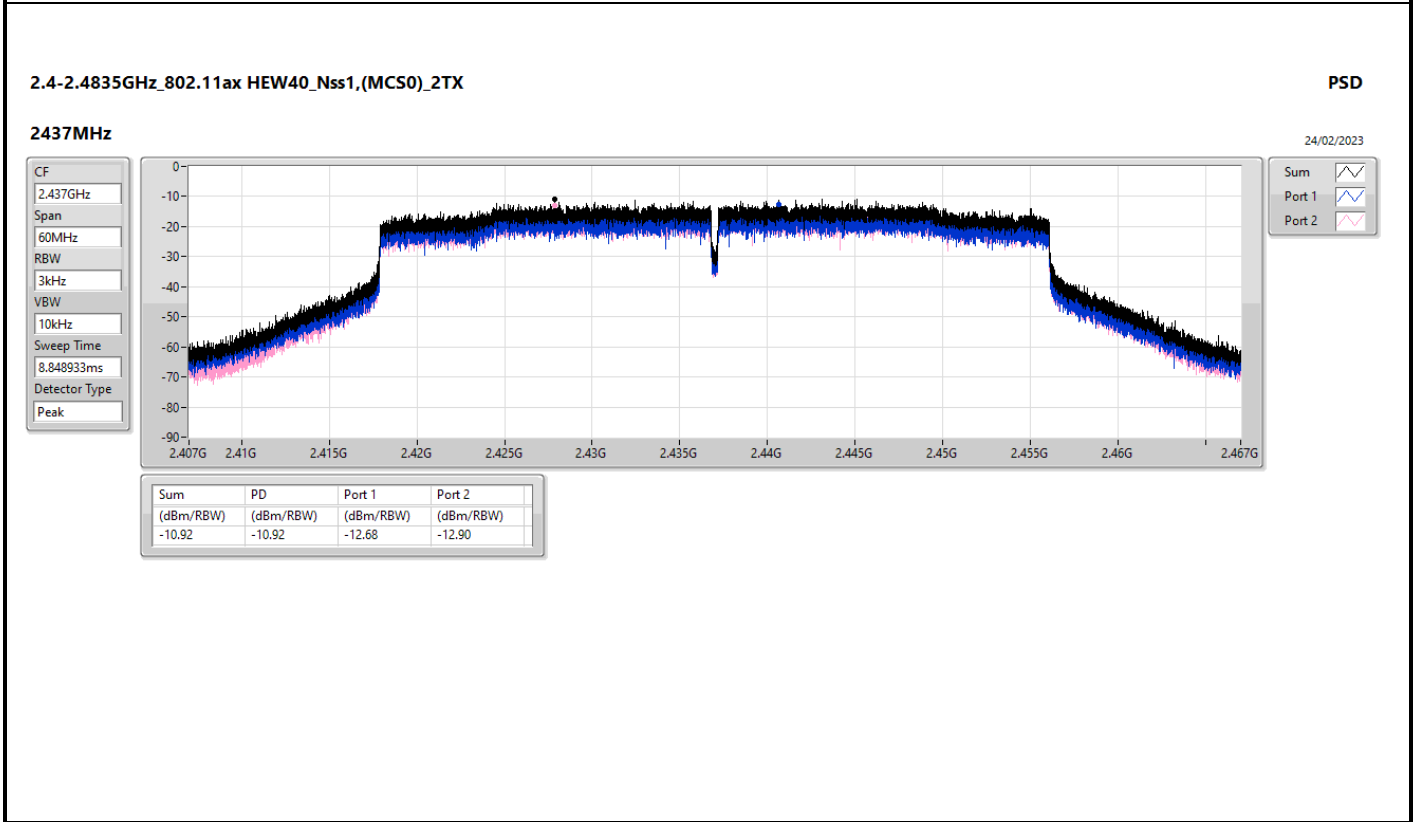 2.4-2.4835GHz_802.11ax HEW40_Nss1,(MCS0)_2TX
PSD
2437MHz
24/02/2023
CF
2.437GHz
Span
60MHz
RBW
3kHz
VBW
10kHz
Sweep Time
8.848933ms
Detector Type
Peak
0-
-10-
-20-
-30-
-40-
-50-
-60-
-70-
-80-
-90-
2.407G 2.41G 2.415G 2.42G 2.425G 2.43G 2.435G 2.44G 2.445G 2.45G 2.455G 2.46G 2.467G
Sum
Port 1
Port 2
Sum PD Port 1 Port 2
(dBm/RBW) (dBm/RBW) (dBm/RBW) (dBm/RBW)
-10.92 -10.92 -12.68 -12.90